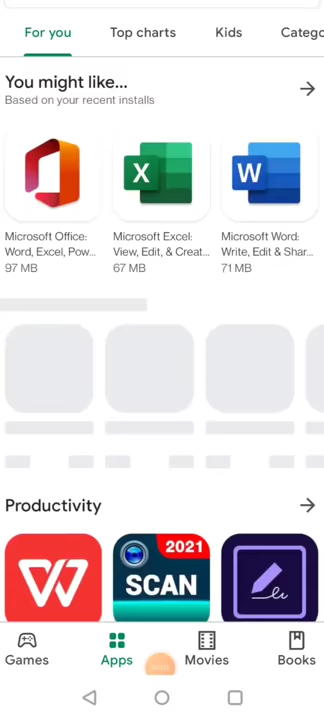 For you Top charts Kids Catego
You might like...
Based on your recent installs
X W
Microsoft Office: Microsoft Excel: Microsoft Word:
Word, Excel, Pow... View, Edit, & Creat... Write, Edit & Shar...
97 MB 67 MB 71 MB
Productivity
2021
SCAN
Games Apps Movies Books